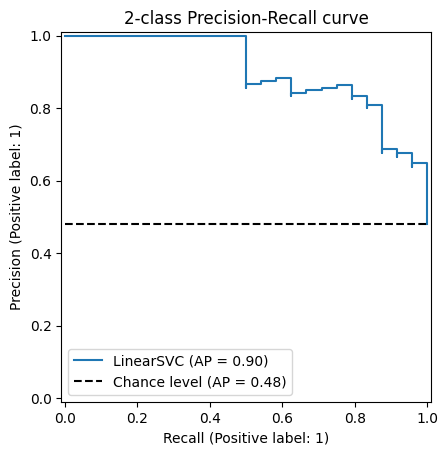 2-class Precision-Recall curve
1.0
0.8
0.6
0.4
0.2
0.0
Precision (Positive label: 1)
LinearSVC (AP = 0.90)
Chance level (AP = 0.48)
0.0 0.2 0.4 0.6 0.8 1.0
Recall (Positive label: 1)